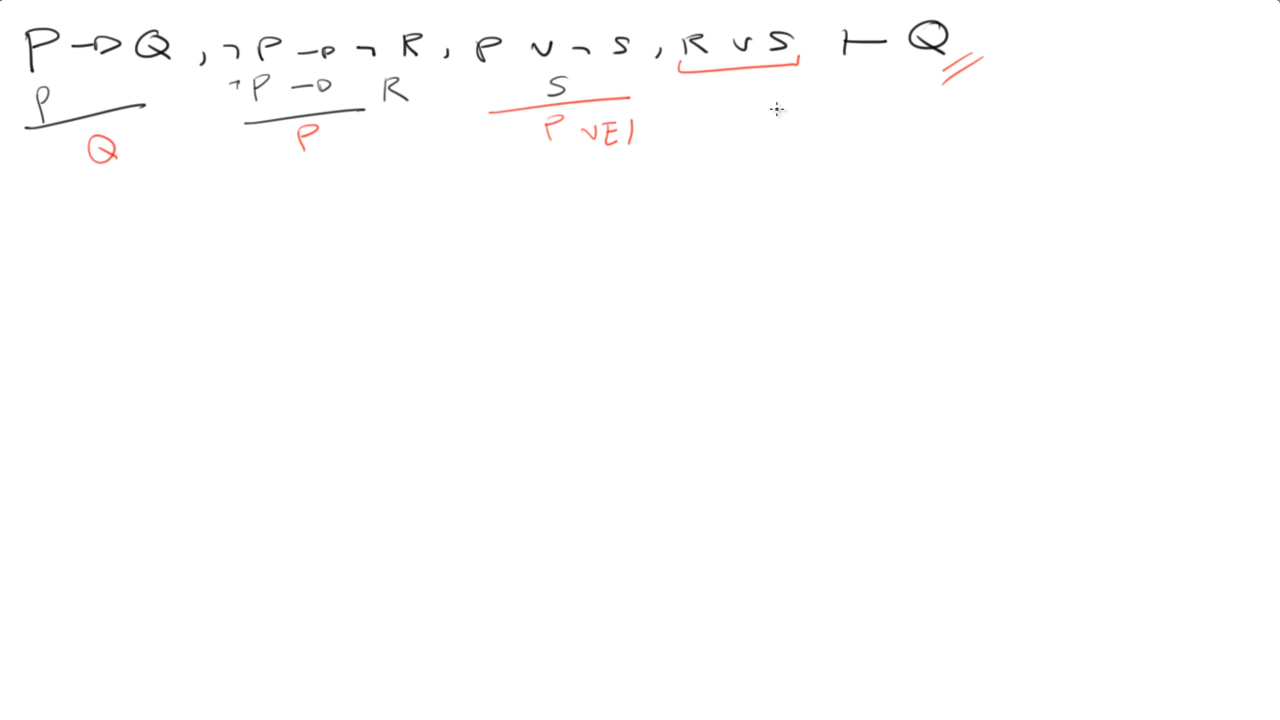 P → Q , ¬ P → ¬ R , P ∨ ¬ S , R ∨ S ⊢ Q
P ¬ P → R S
Q P P ∨E1